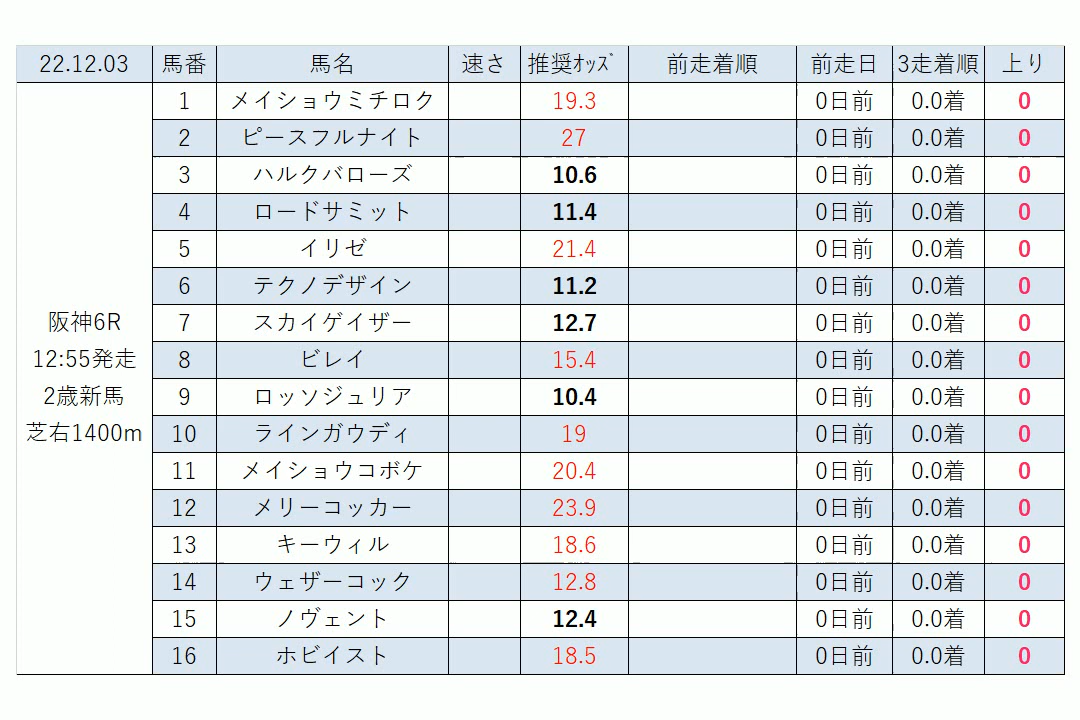 22.12.03 馬番 馬名 速さ 推奨ｵｯｽﾞ 前走着順 前走日 3走着順 上り
1 メイショウミチロク 19.3 0日前 0.0着 0
2 ピースフルナイト 27 0日前 0.0着 0
3 ハルクバローズ 10.6 0日前 0.0着 0
4 ロードサミット 11.4 0日前 0.0着 0
5 イリゼ 21.4 0日前 0.0着 0
6 テクノデザイン 11.2 0日前 0.0着 0
阪神6R
7 スカイゲイザー 12.7 0日前 0.0着 0
12:55発走
8 ビレイ 15.4 0日前 0.0着 0
2歳新馬
9 ロッソジュリア 10.4 0日前 0.0着 0
芝右1400m
10 ラインガウディ 19 0日前 0.0着 0
11 メイショウコボケ 20.4 0日前 0.0着 0
12 メリーコッカー 23.9 0日前 0.0着 0
13 キーウィル 18.6 0日前 0.0着 0
14 ウェザーコック 12.8 0日前 0.0着 0
15 ノヴェント 12.4 0日前 0.0着 0
16 ホビイスト 18.5 0日前 0.0着 0